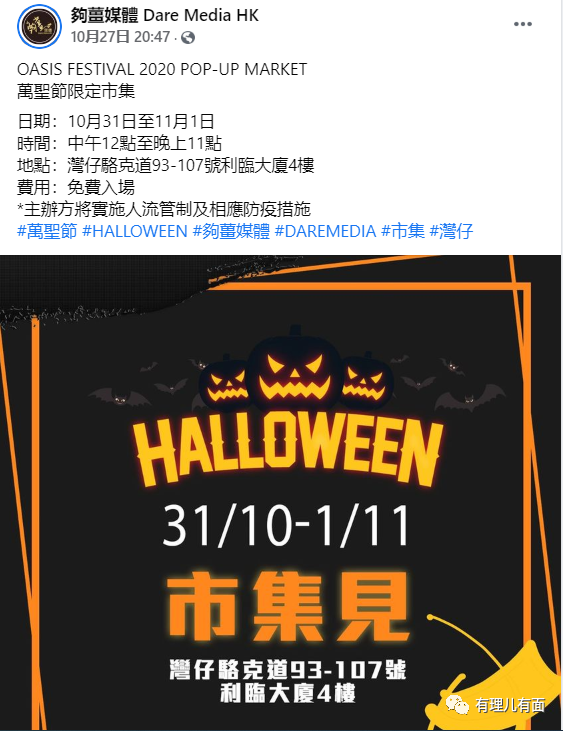 夠薑媒體 Dare Media HK
10月27日 20:47 ·
OASIS FESTIVAL 2020 POP-UP MARKET
萬聖節限定市集
日期：10月31日至11月1日
時間：中午12點至晚上11點
地點：灣仔駱克道93-107號利臨大廈4樓
費用：免費入場
*主辦方將實施人流管制及相應防疫措施
#萬聖節 #HALLOWEEN #夠薑媒體 #DAREMEDIA #市集 #灣仔
HALLOWEEN
31/10-1/11
市集見
灣仔駱克道93-107號
利臨大廈4樓
有理儿有面